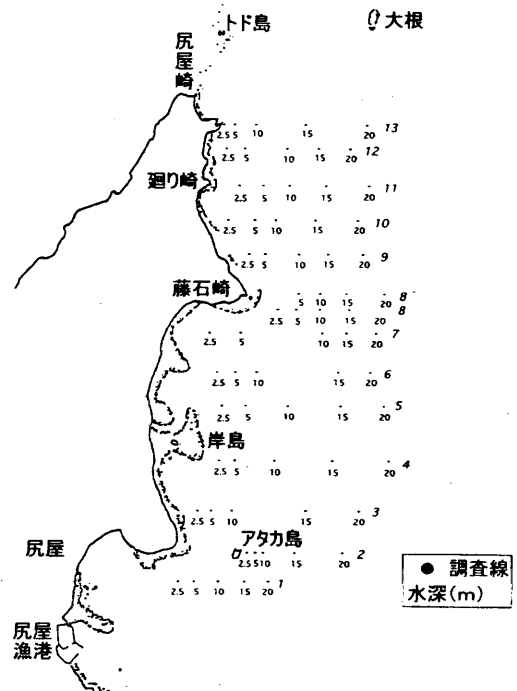 トド島
大根
尻屋崎
2.5 5 10 15 20 13
2.5 5 10 15 20 12
廻り崎
2.5 5 10 15 20 11
2.5 5 10 15 20 10
2.5 5 10 15 20 9
藤石崎
5 10 15 20 8
2.5 5 10 15 20 8
2.5 5 10 15 20 7
2.5 5 10 15 20 6
2.5 5 10 15 20 5
岸島
2.5 5 10 15 20 4
2.5 5 10 15 20 3
アタカ島
尻屋
2.5 5 10 15 20 2
● 調査線
水深(m)
2.5 5 10 15 20 1
尻屋
漁港